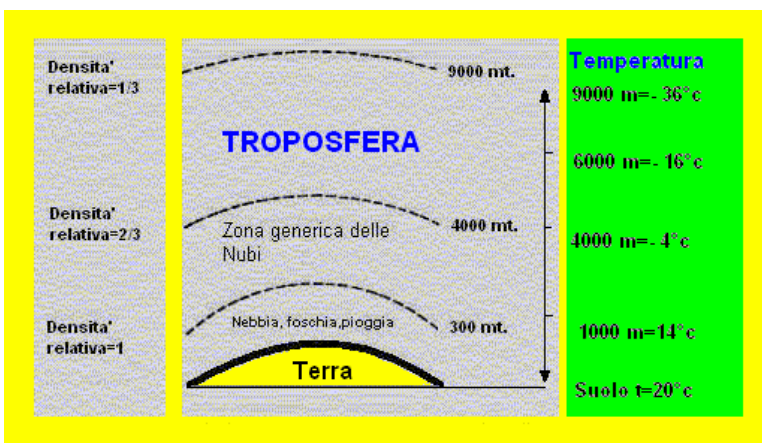 Densita'
relativa=1/3
9000 mt.
TROPOSFERA
Densita'
relativa=2/3
Zona generica delle
Nubi
4000 mt.
Nebbia, foschia,pioggia
300 mt.
Densita'
relativa=1
Terra
Temperatura
9000 m=- 36°c
6000 m=- 16°c
4000 m=- 4°c
1000 m=14°c
Suolo t=20°c